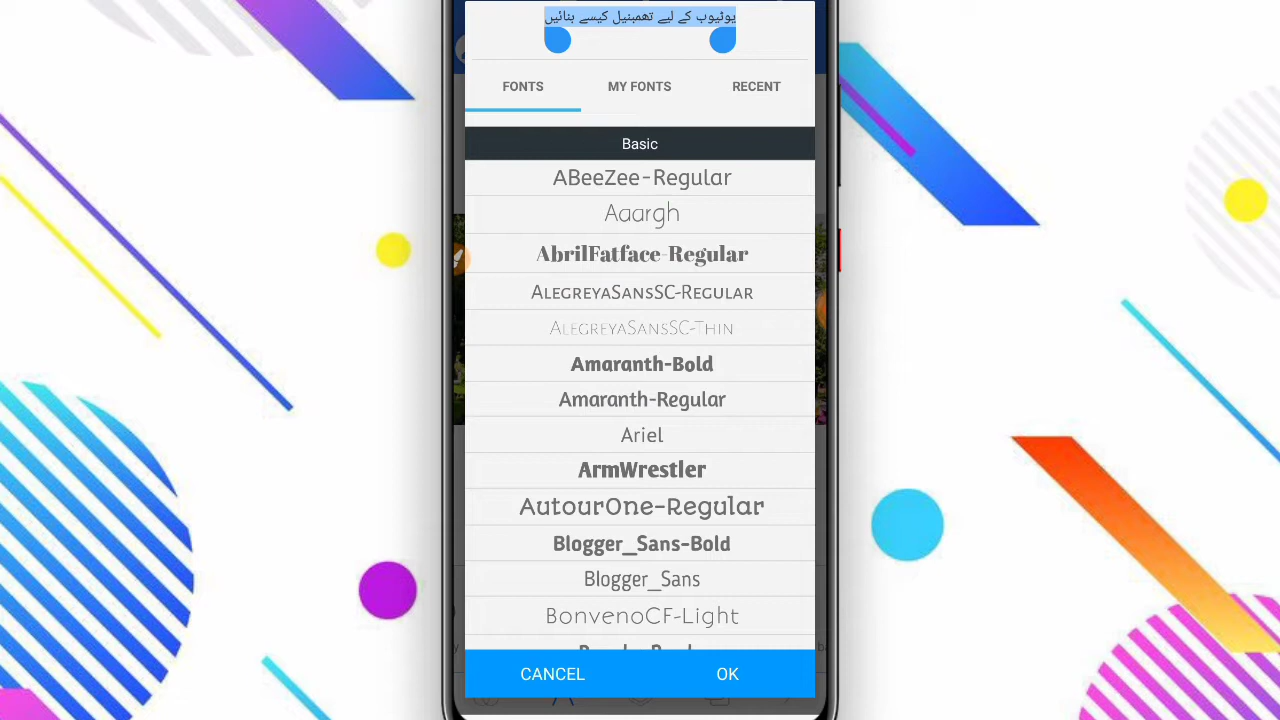 یوٹیوب کے لیے تھمبنیل کیسے بنائیں
FONTS
MY FONTS
RECENT
Basic
ABeeZee-Regular
Aaargh
AbrilFatface-Regular
AlegreyaSansSC-Regular
AlegreyaSansSC-Thin
Amaranth-Bold
Amaranth-Regular
Ariel
ArmWrestler
AutourOne-Regular
Blogger_Sans-Bold
Blogger_Sans
BonvenoCF-Light
CANCEL
OK